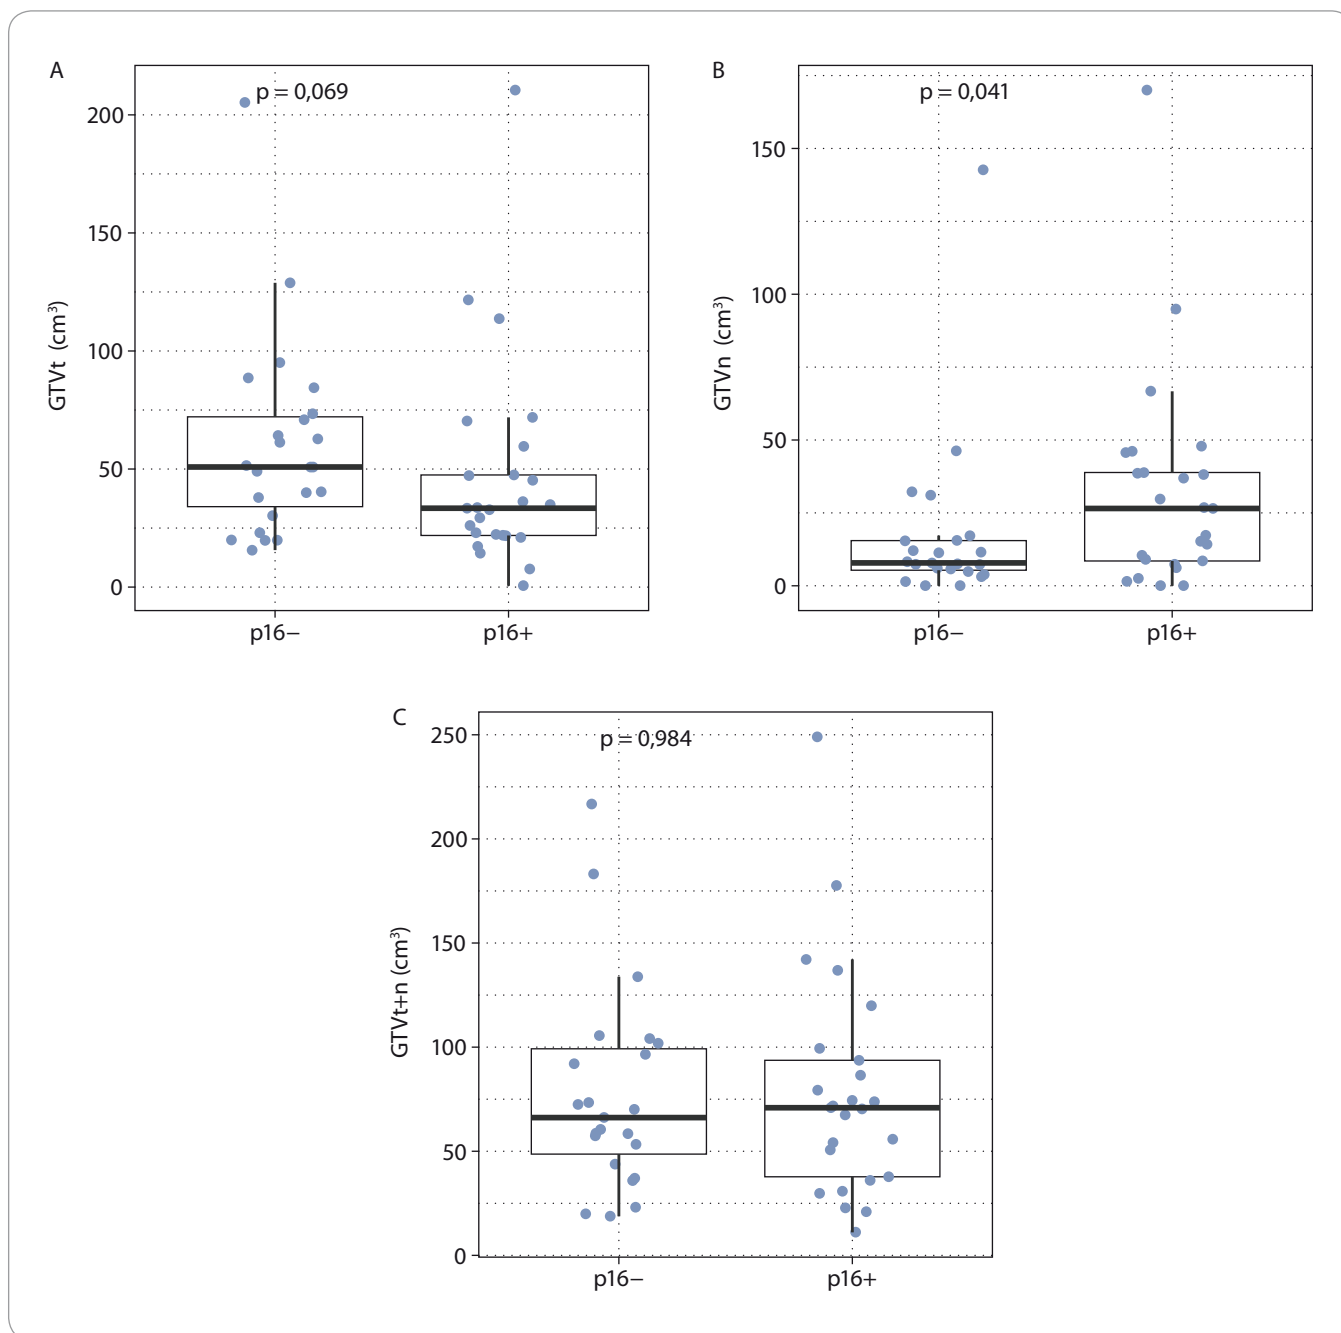 A
p = 0,069
200
150
100
50
0
GTVt (cm³)
p16−
p16+
B
p = 0,041
150
100
50
0
GTVn (cm³)
p16−
p16+
C
p = 0,984
250
200
150
100
50
0
GTVt+n (cm³)
p16−
p16+